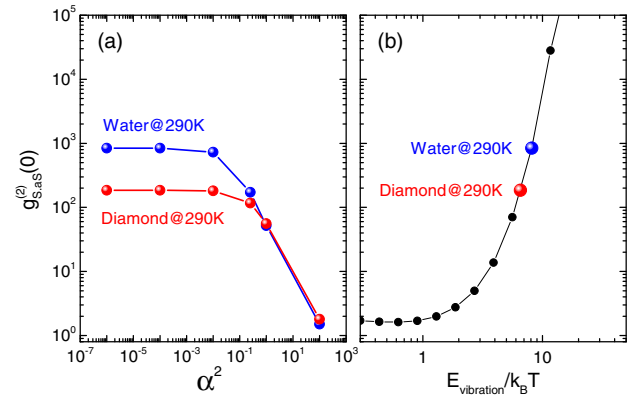 (a)
(b)
g^{(2)}_{S,aS}(0)
10^5
10^4
10^3
10^2
10^1
10^0
Water@290K
Diamond@290K
Water@290K
Diamond@290K
10^-7 10^-5 10^-3 10^-1 10^1 10^3
1 10
α^2
E_vibration/k_BT